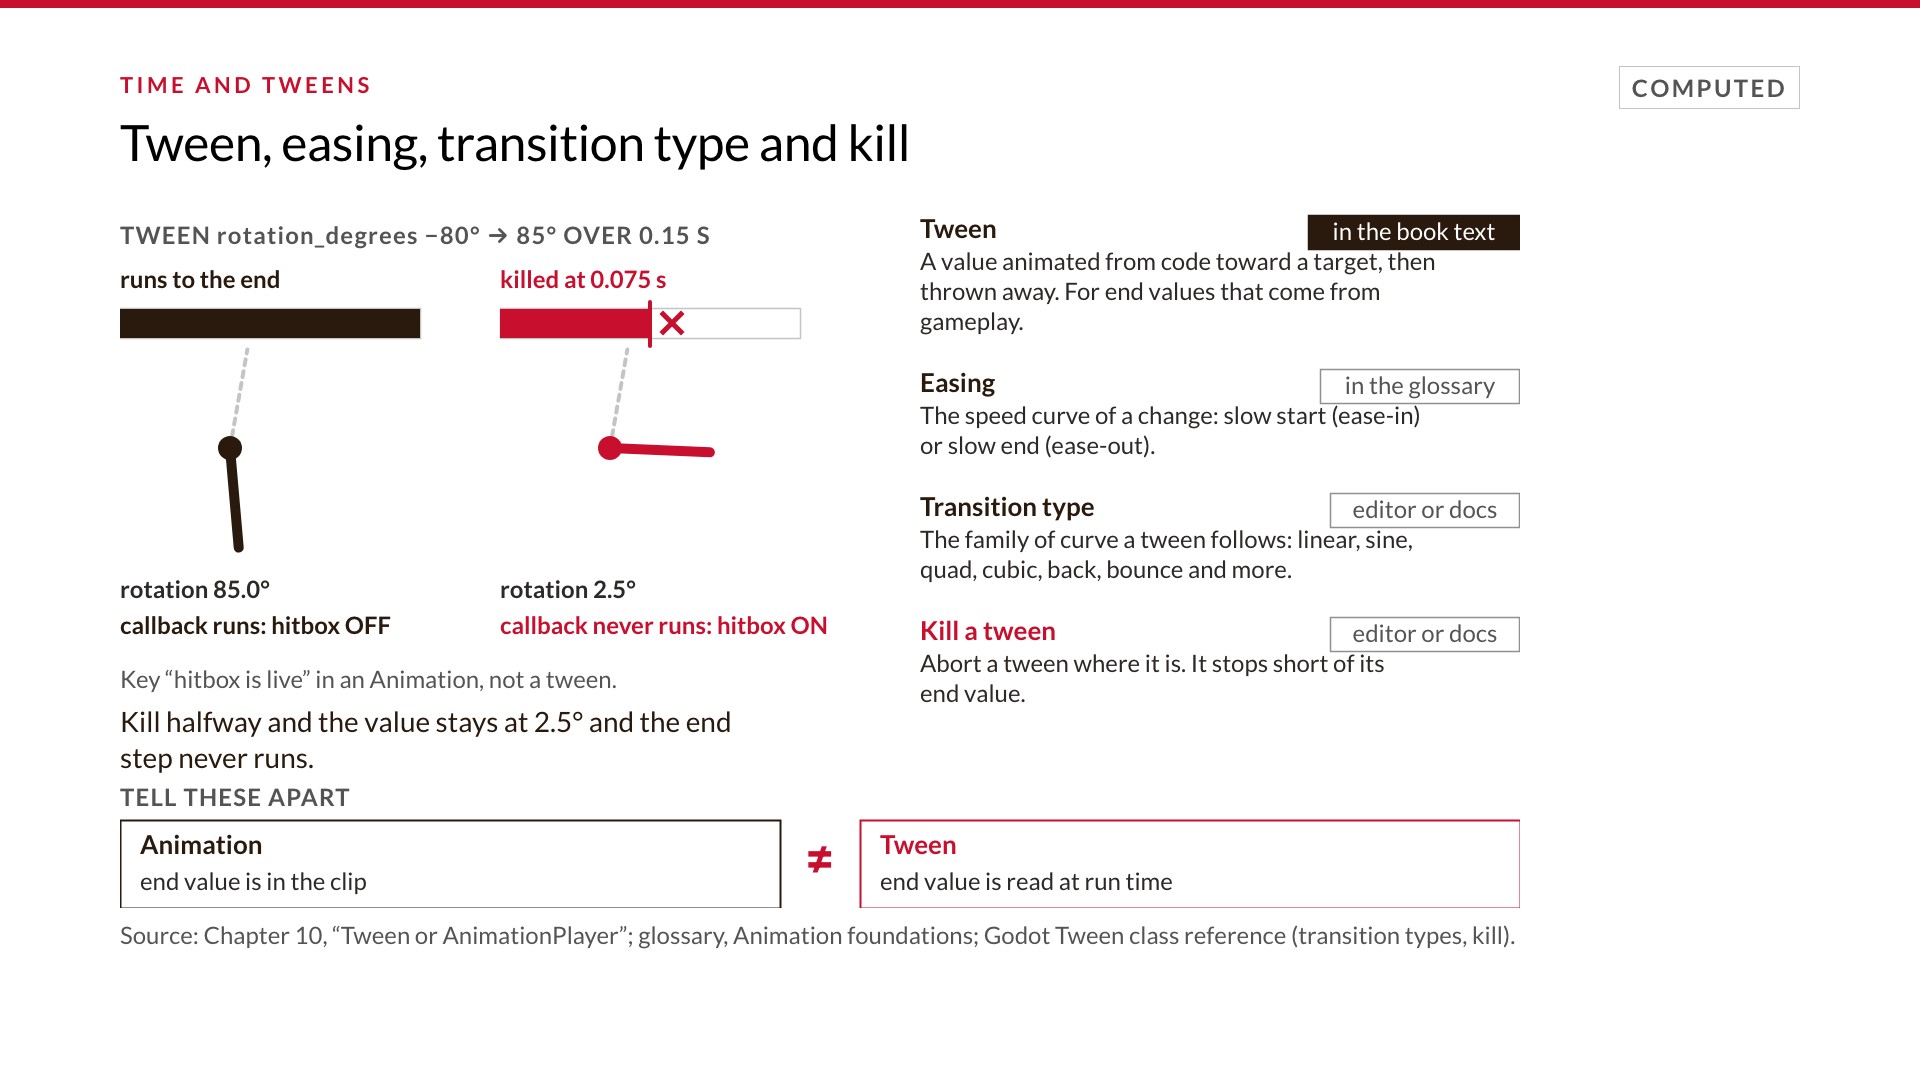 TIME AND TWEENS
COMPUTED
Tween, easing, transition type and kill
TWEEN rotation_degrees −80° → 85° OVER 0.15 S
runs to the end
killed at 0.075 s
rotation 85.0°
callback runs: hitbox OFF
rotation 2.5°
callback never runs: hitbox ON
Key “hitbox is live” in an Animation, not a tween.
Kill halfway and the value stays at 2.5° and the end
step never runs.
Tween
in the book text
A value animated from code toward a target, then
thrown away. For end values that come from
gameplay.
Easing
in the glossary
The speed curve of a change: slow start (ease-in)
or slow end (ease-out).
Transition type
editor or docs
The family of curve a tween follows: linear, sine,
quad, cubic, back, bounce and more.
Kill a tween
editor or docs
Abort a tween where it is. It stops short of its
end value.
TELL THESE APART
Animation
end value is in the clip
≠
Tween
end value is read at run time
Source: Chapter 10, “Tween or AnimationPlayer”; glossary, Animation foundations; Godot Tween class reference (transition types, kill).